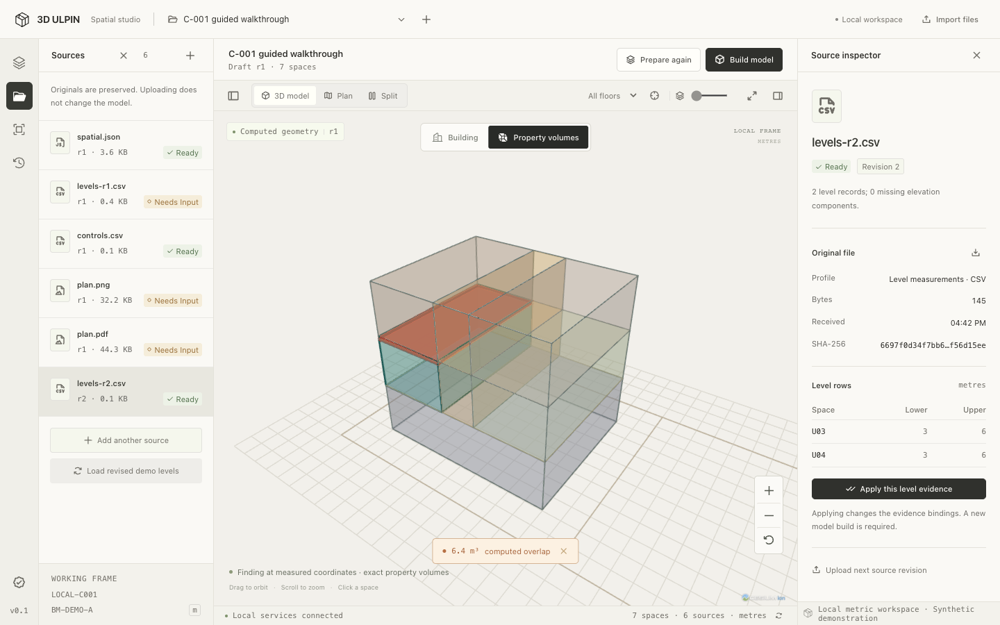 3D ULPIN
Spatial studio
C-001 guided walkthrough
Local workspace
Import files
Sources
6
Originals are preserved. Uploading does
not change the model.
spatial.json
r1 · 3.6 KB
Ready
levels-r1.csv
r1 · 0.4 KB
Needs Input
controls.csv
r1 · 0.1 KB
Ready
plan.png
r1 · 32.2 KB
Needs Input
plan.pdf
r1 · 44.3 KB
Needs Input
levels-r2.csv
r2 · 0.1 KB
Ready
Add another source
Load revised demo levels
WORKING FRAME
LOCAL-C001
BM-DEMO-A
m
v0.1
C-001 guided walkthrough
Draft r1 · 7 spaces
Prepare again
Build model
3D model
Plan
Split
All floors
Computed geometry
r1
Building
Property volumes
LOCAL FRAME
METRES
6.4 m³ computed overlap
Finding at measured coordinates · exact property volumes
Drag to orbit · Scroll to zoom · Click a space
Local services connected
7 spaces · 6 sources · metres
Source inspector
CSV
levels-r2.csv
Ready
Revision 2
2 level records; 0 missing elevation
components.
Original file
Profile
Level measurements · CSV
Bytes
145
Received
04:42 PM
SHA-256
6697f0d34f7bb6…f56d15ee
Level rows
metres
Space Lower Upper
U03 3 6
U04 3 6
Apply this level evidence
Applying changes the evidence bindings. A new
model build is required.
Upload next source revision
Local metric workspace · Synthetic
demonstration